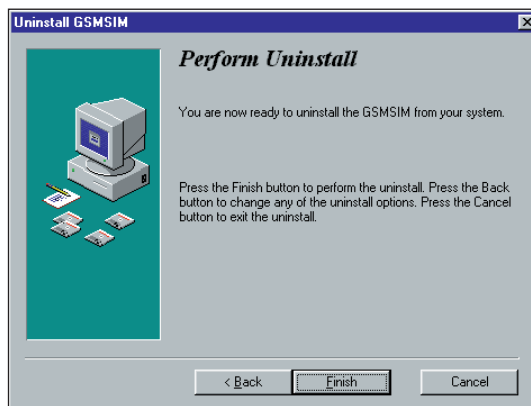 Uninstall GSMSIM
Perform Uninstall
You are now ready to uninstall the GSMSIM from your system.
Press the Finish button to perform the uninstall. Press the Back
button to change any of the uninstall options. Press the Cancel
button to exit the uninstall.
< Back
Finish
Cancel